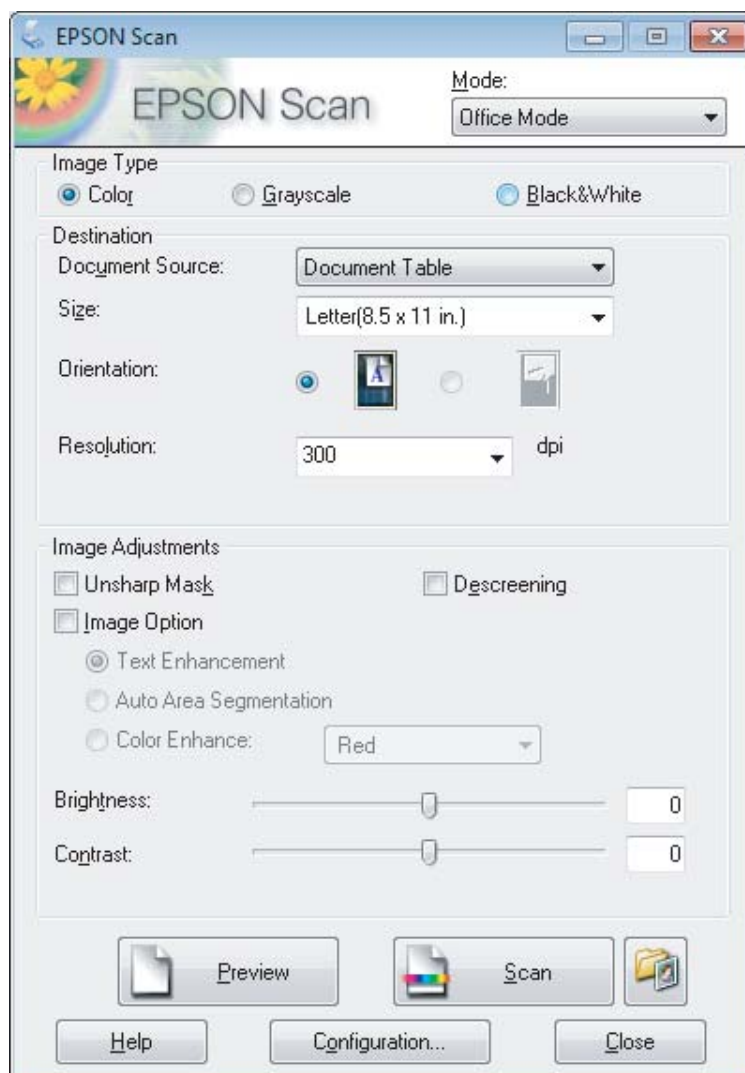 EPSON Scan
EPSON Scan
Mode:
Office Mode
Image Type
Color Grayscale Black&White
Destination
Document Source: Document Table
Size: Letter(8.5 x 11 in.)
Orientation: A
Resolution: 300 dpi
Image Adjustments
Unsharp Mask Descreening
Image Option
Text Enhancement
Auto Area Segmentation
Color Enhance: Red
Brightness: 0
Contrast: 0
Preview Scan
Help Configuration... Close